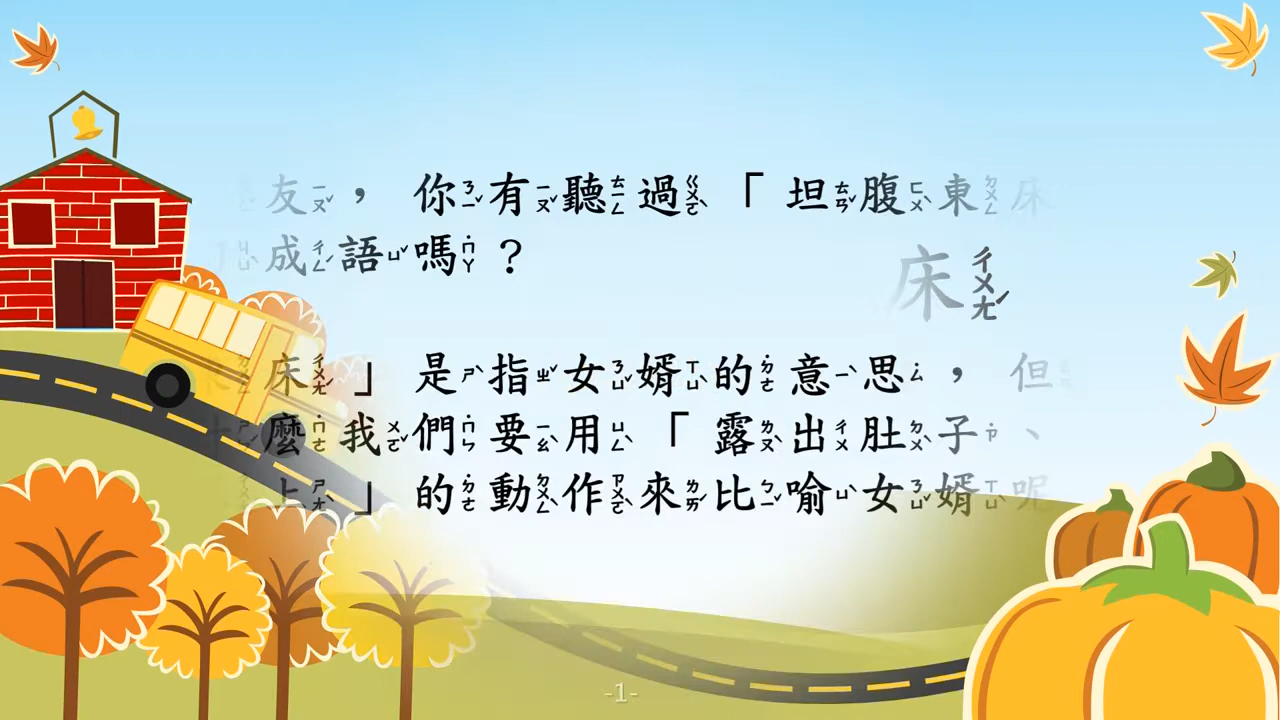 友，你有聽過「坦腹東床
成語嗎？
床
床」是指女婿的意思，但
麼我們要用「露出肚子、
上」的動作來比喻女婿呢
-1-